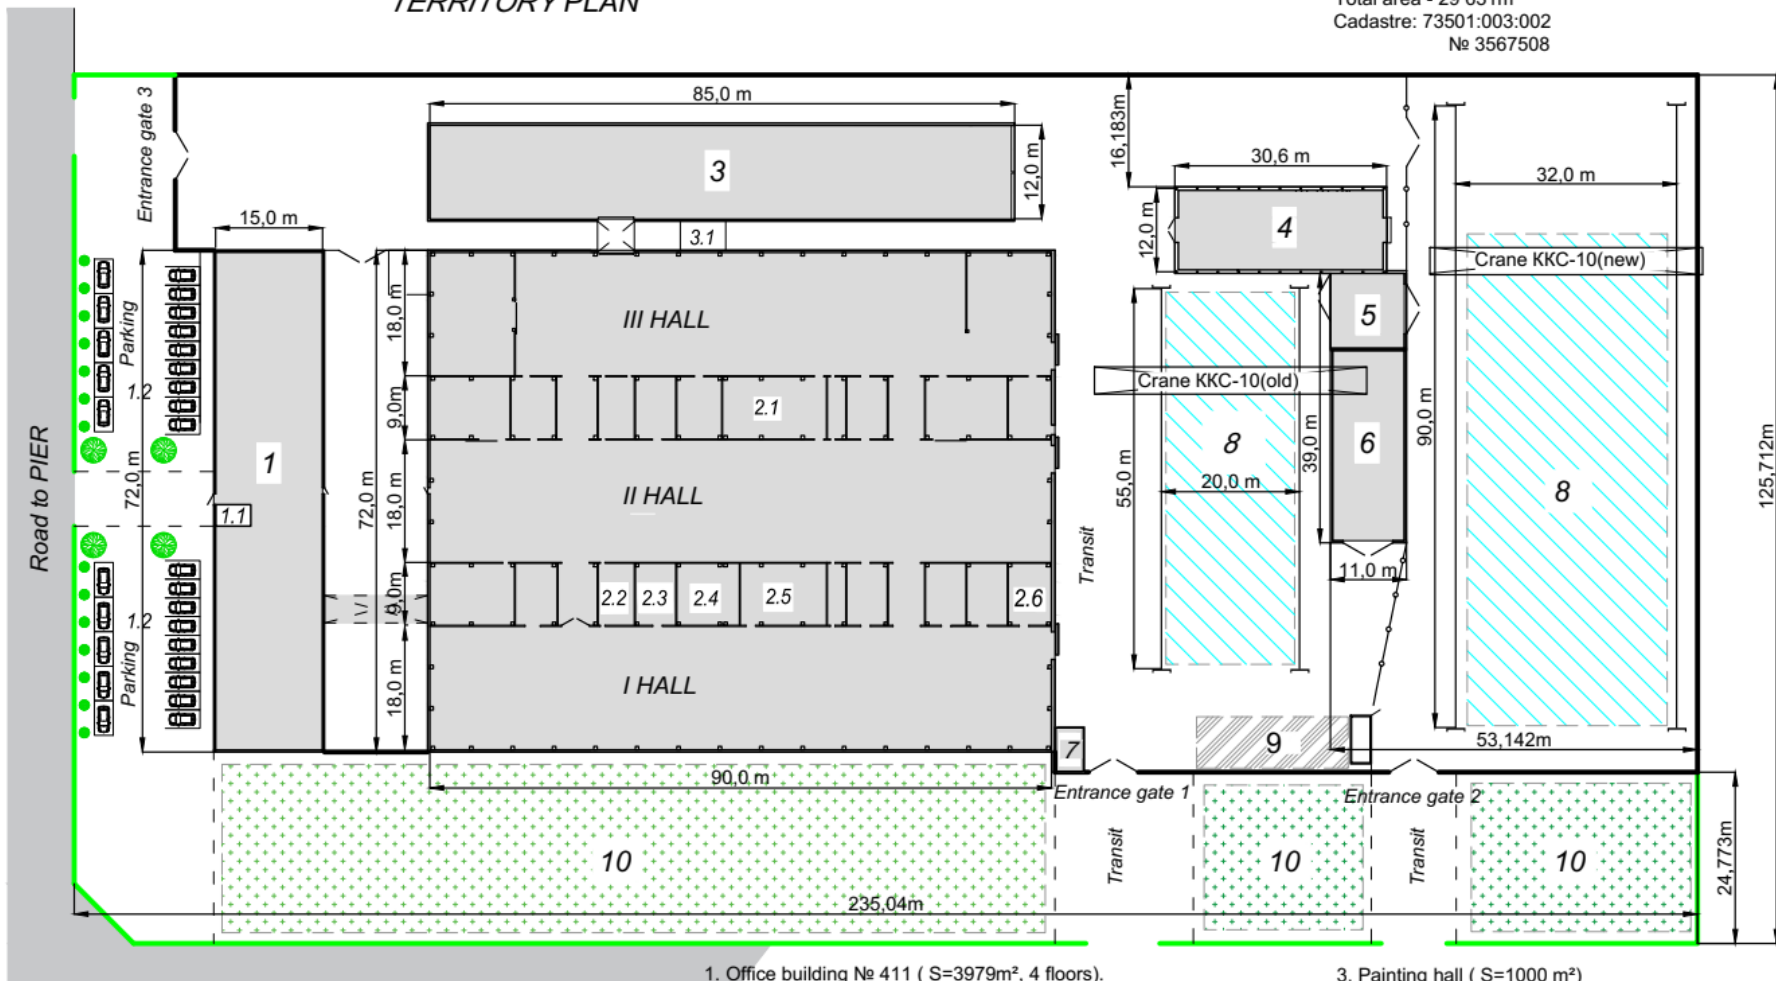 TERRITORY PLAN
Cadastre: 73501:003:002
№ 3567508
Entrance gate 3
85,0 m
12,0 m
3
3.1
15,0 m
16,183m
30,6 m
12,0 m
4
32,0 m
Crane KKC-10(new)
125,712m
Road to PIER
Parking
1.2
72,0 m
1
1.1
1.2
Parking
72,0 m
18,0 m
9,0m
18,0 m
9,0m
18,0 m
III HALL
2.1
II HALL
2.2
2.3
2.4
2.5
2.6
I HALL
Transit
55,0 m
Crane KKC-10(old)
8
20,0 m
39,0 m
5
6
11,0 m
90,0 m
8
7
9
53,142m
90,0 m
Entrance gate 1
Entrance gate 2
10
Transit
10
Transit
10
24,773m
235,04m
1. Office building № 411 ( S=3979m², 4 floors).
3. Painting hall ( S=1000 m²)